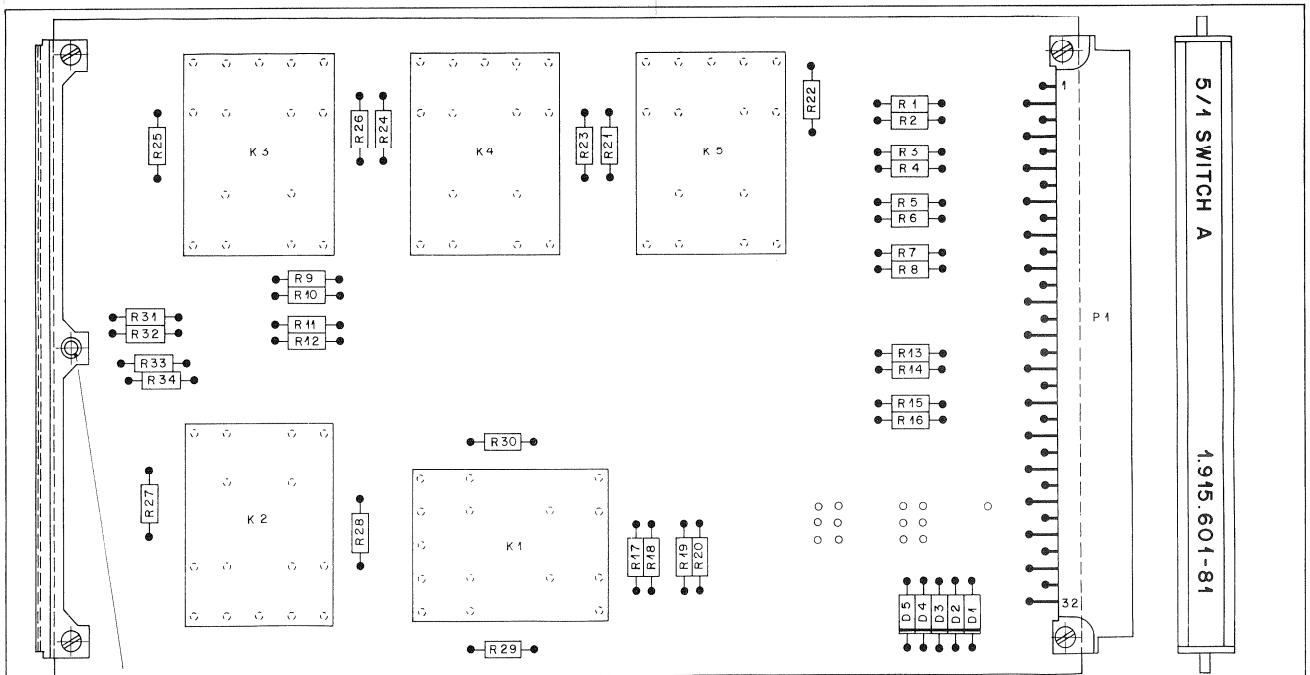 R25
K3
R26
R24
K4
R23
R21
K5
R22
R1
R2
R3
R4
R5
R6
R7
R8
1
5/1 SWITCH A
R9
R10
R11
R12
R31
R32
R33
R34
P1
R13
R14
R15
R16
R30
R27
K2
R28
K1
R17
R18
R19
R20
1.915.601-81
D5
D4
D3
D2
D1
32
R29